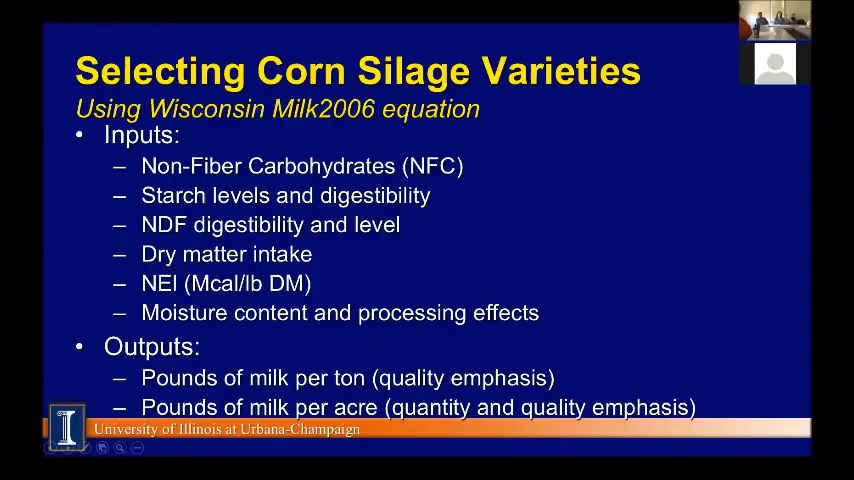 Selecting Corn Silage Varieties
Using Wisconsin Milk2006 equation
• Inputs:
– Non-Fiber Carbohydrates (NFC)
– Starch levels and digestibility
– NDF digestibility and level
– Dry matter intake
– NEl (Mcal/lb DM)
– Moisture content and processing effects
• Outputs:
– Pounds of milk per ton (quality emphasis)
– Pounds of milk per acre (quantity and quality emphasis)
I University of Illinois at Urbana-Champaign